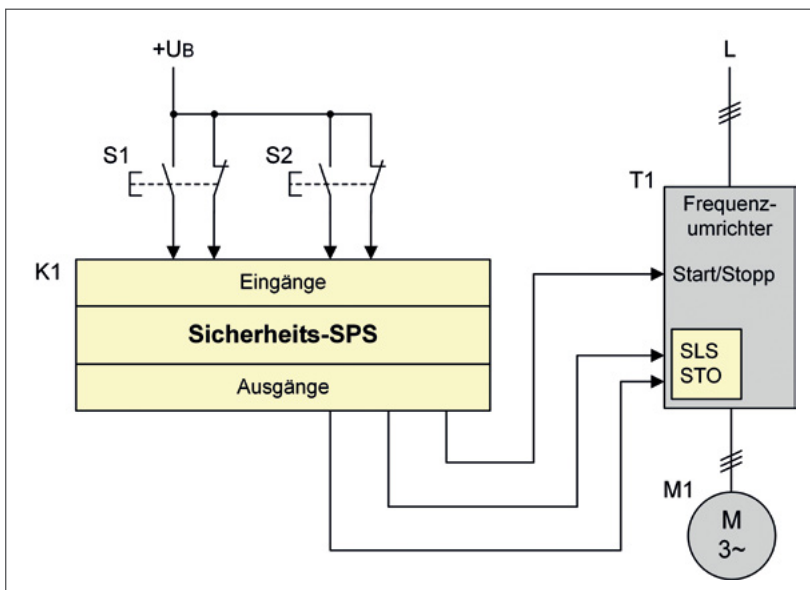 +UB
L
S1
S2
T1
Frequenz-
umrichter
K1
Eingänge
Start/Stopp
Sicherheits-SPS
SLS
STO
Ausgänge
M1
M
3~